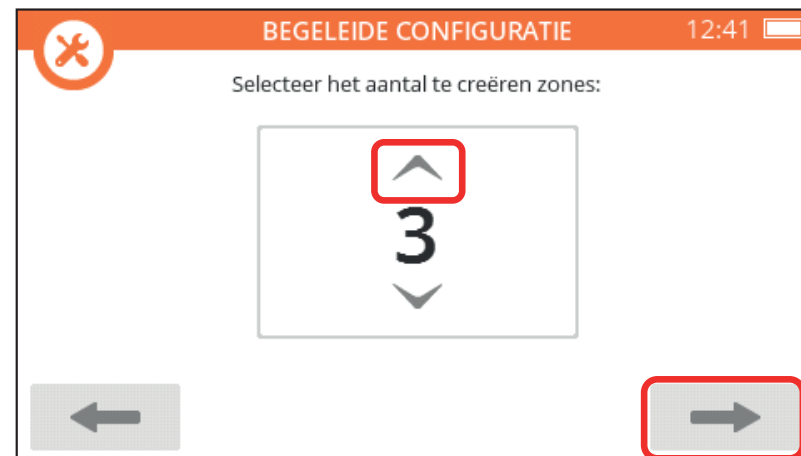 BEGELEIDE CONFIGURATIE 12:41
Selecteer het aantal te creëren zones:
3